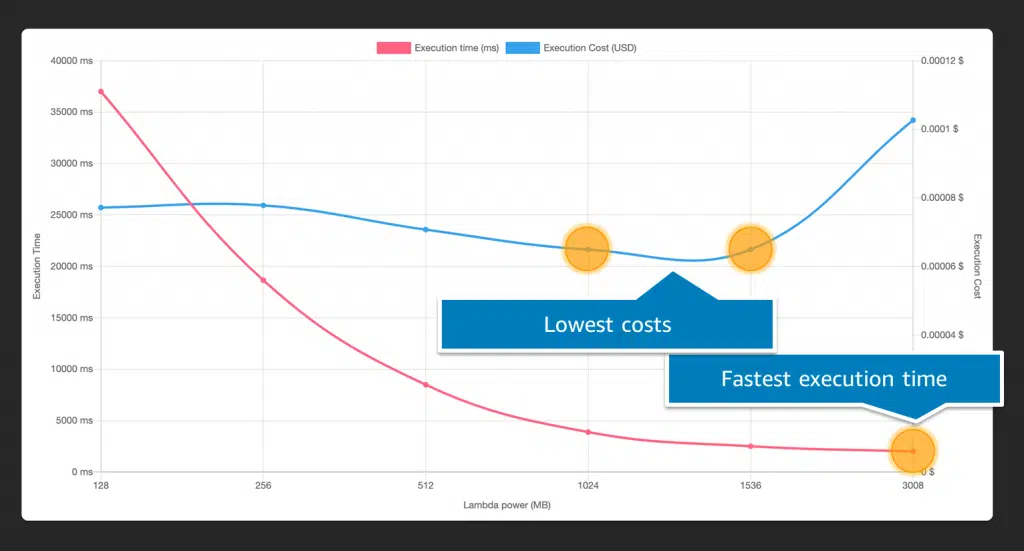 Execution time (ms) Execution Cost (USD)
40000 ms
35000 ms
30000 ms
25000 ms
20000 ms
15000 ms
10000 ms
5000 ms
0 ms
Execution Time
0.00012 $
0.0001 $
0.00008 $
0.00006 $
0.00004 $
0 $
Execution Cost
Lowest costs
Fastest execution time
128 256 512 1024 1536 3008
Lambda power (MB)